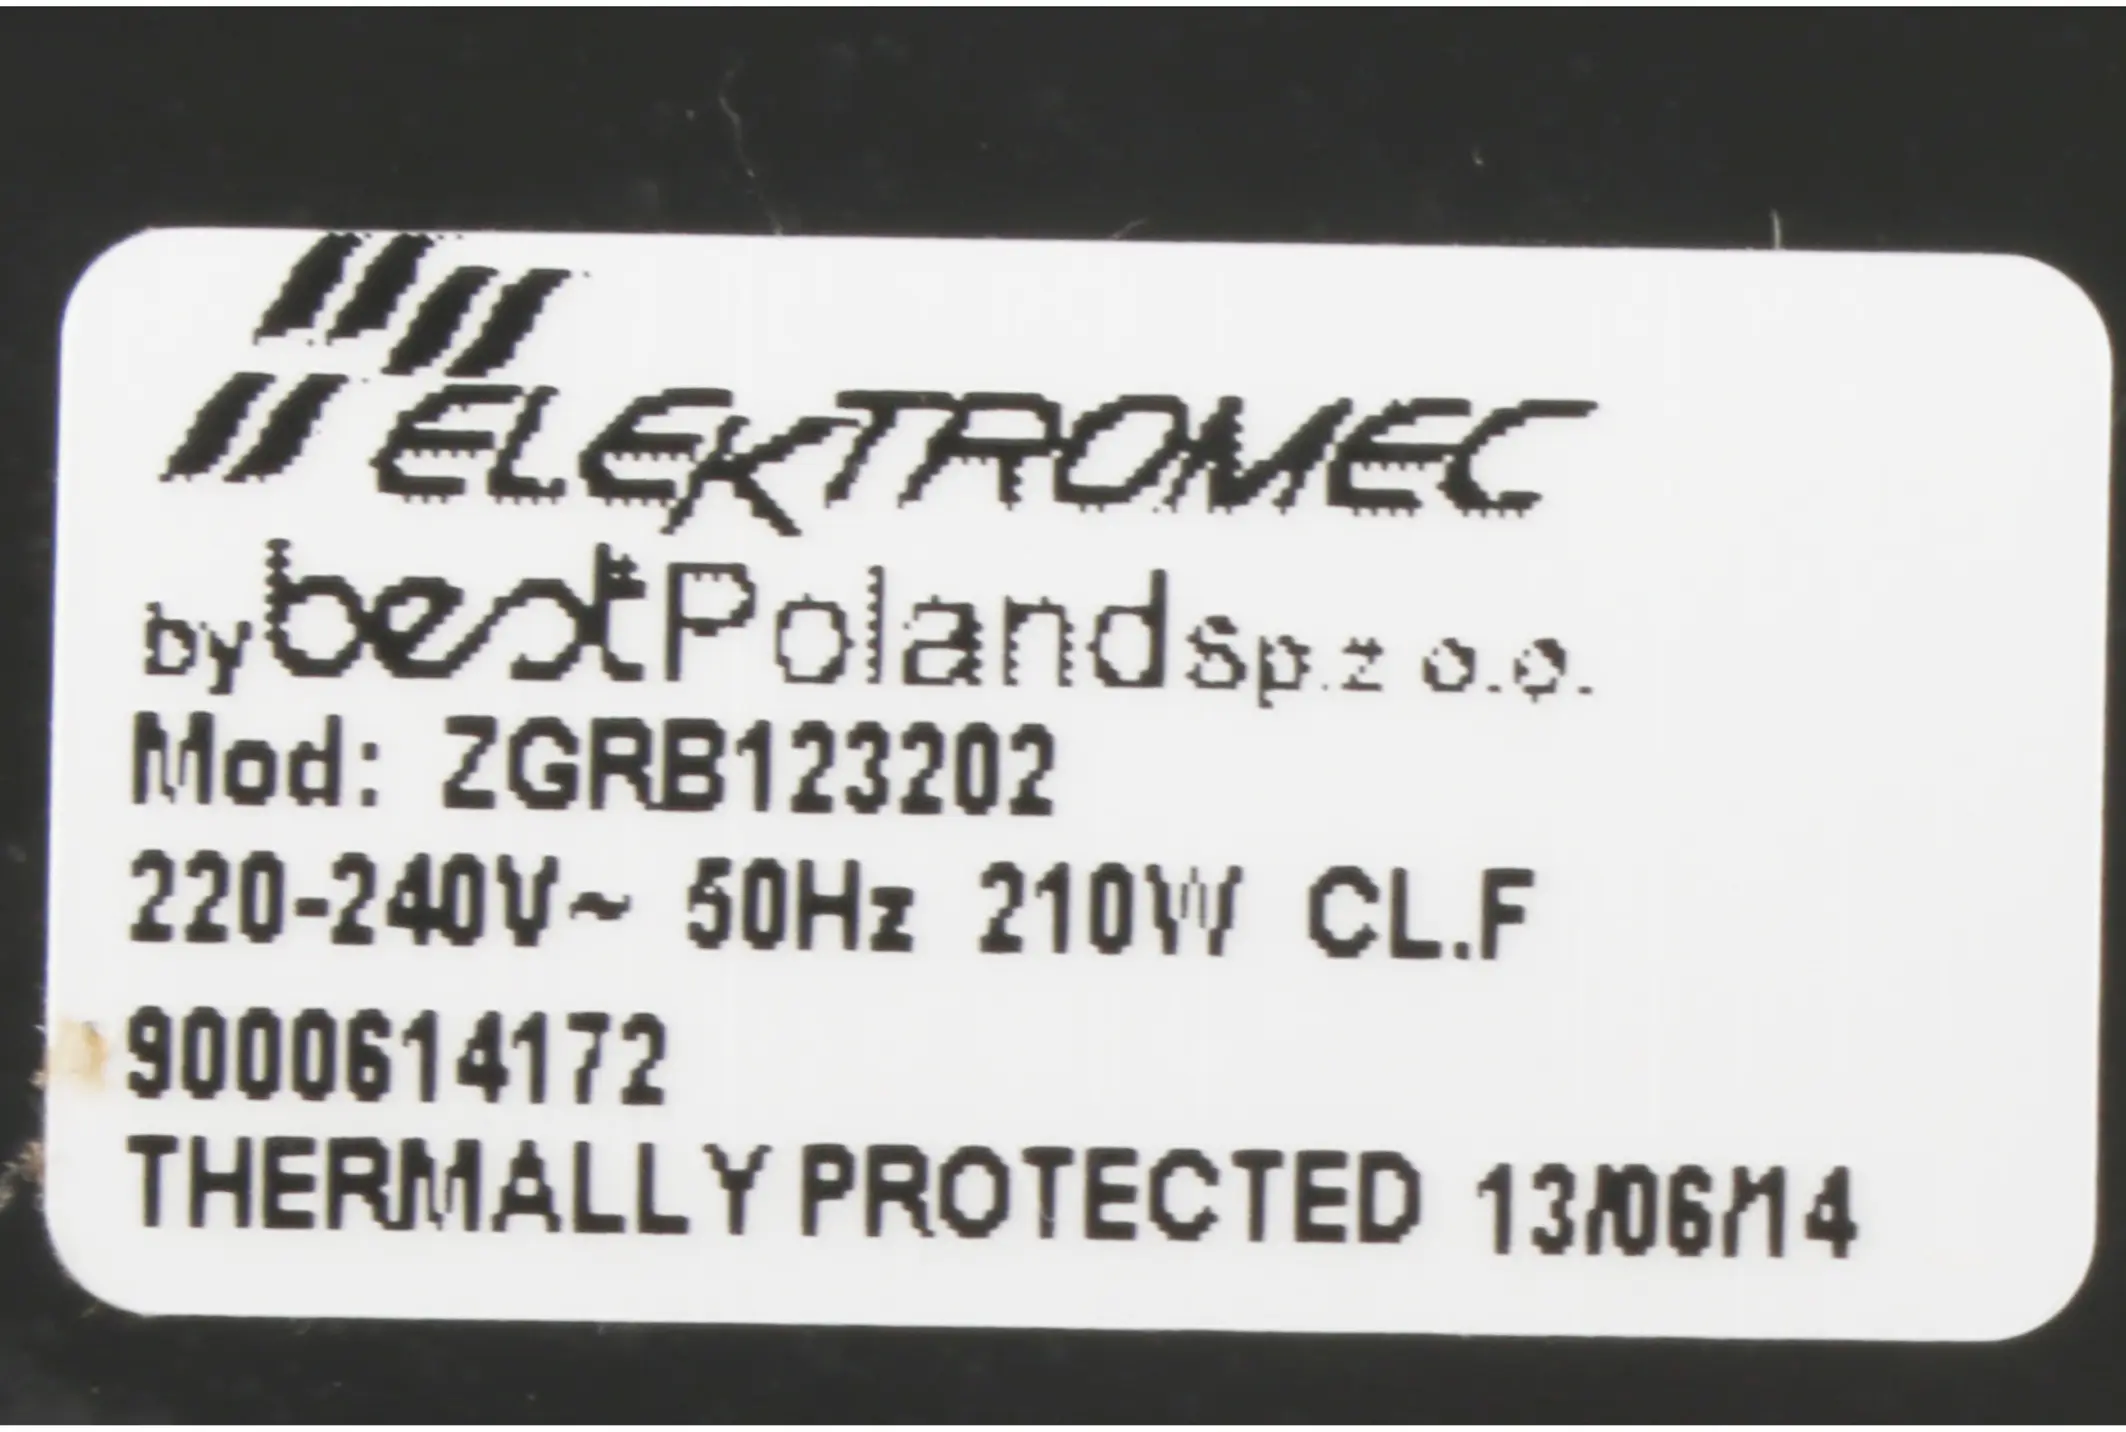 ELEKTROMEC
by best Poland sp.z o.o.
Mod: ZGRB123202
220-240V~ 50Hz 210W CL.F
9000614172
THERMALLY PROTECTED 13/06/14